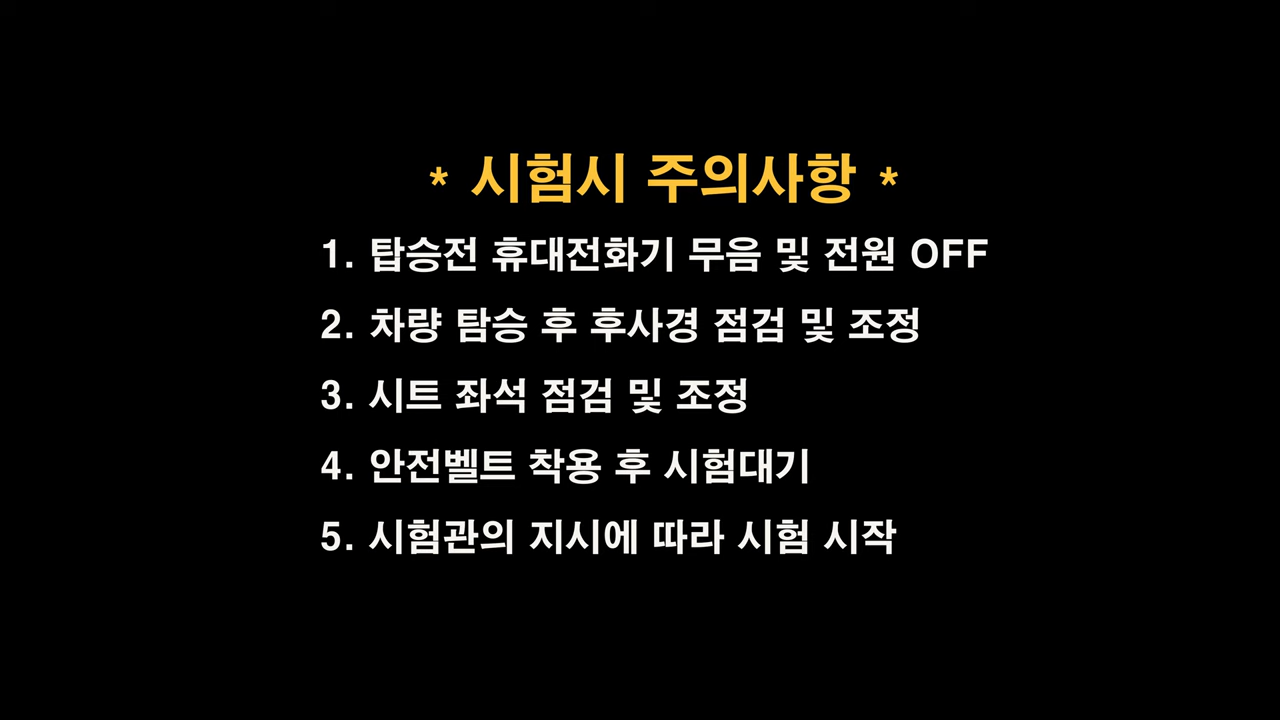 * 시험시 주의사항 *
1. 탑승전 휴대전화기 무음 및 전원 OFF
2. 차량 탐승 후 후사경 점검 및 조정
3. 시트 좌석 점검 및 조정
4. 안전벨트 착용 후 시험대기
5. 시험관의 지시에 따라 시험 시작